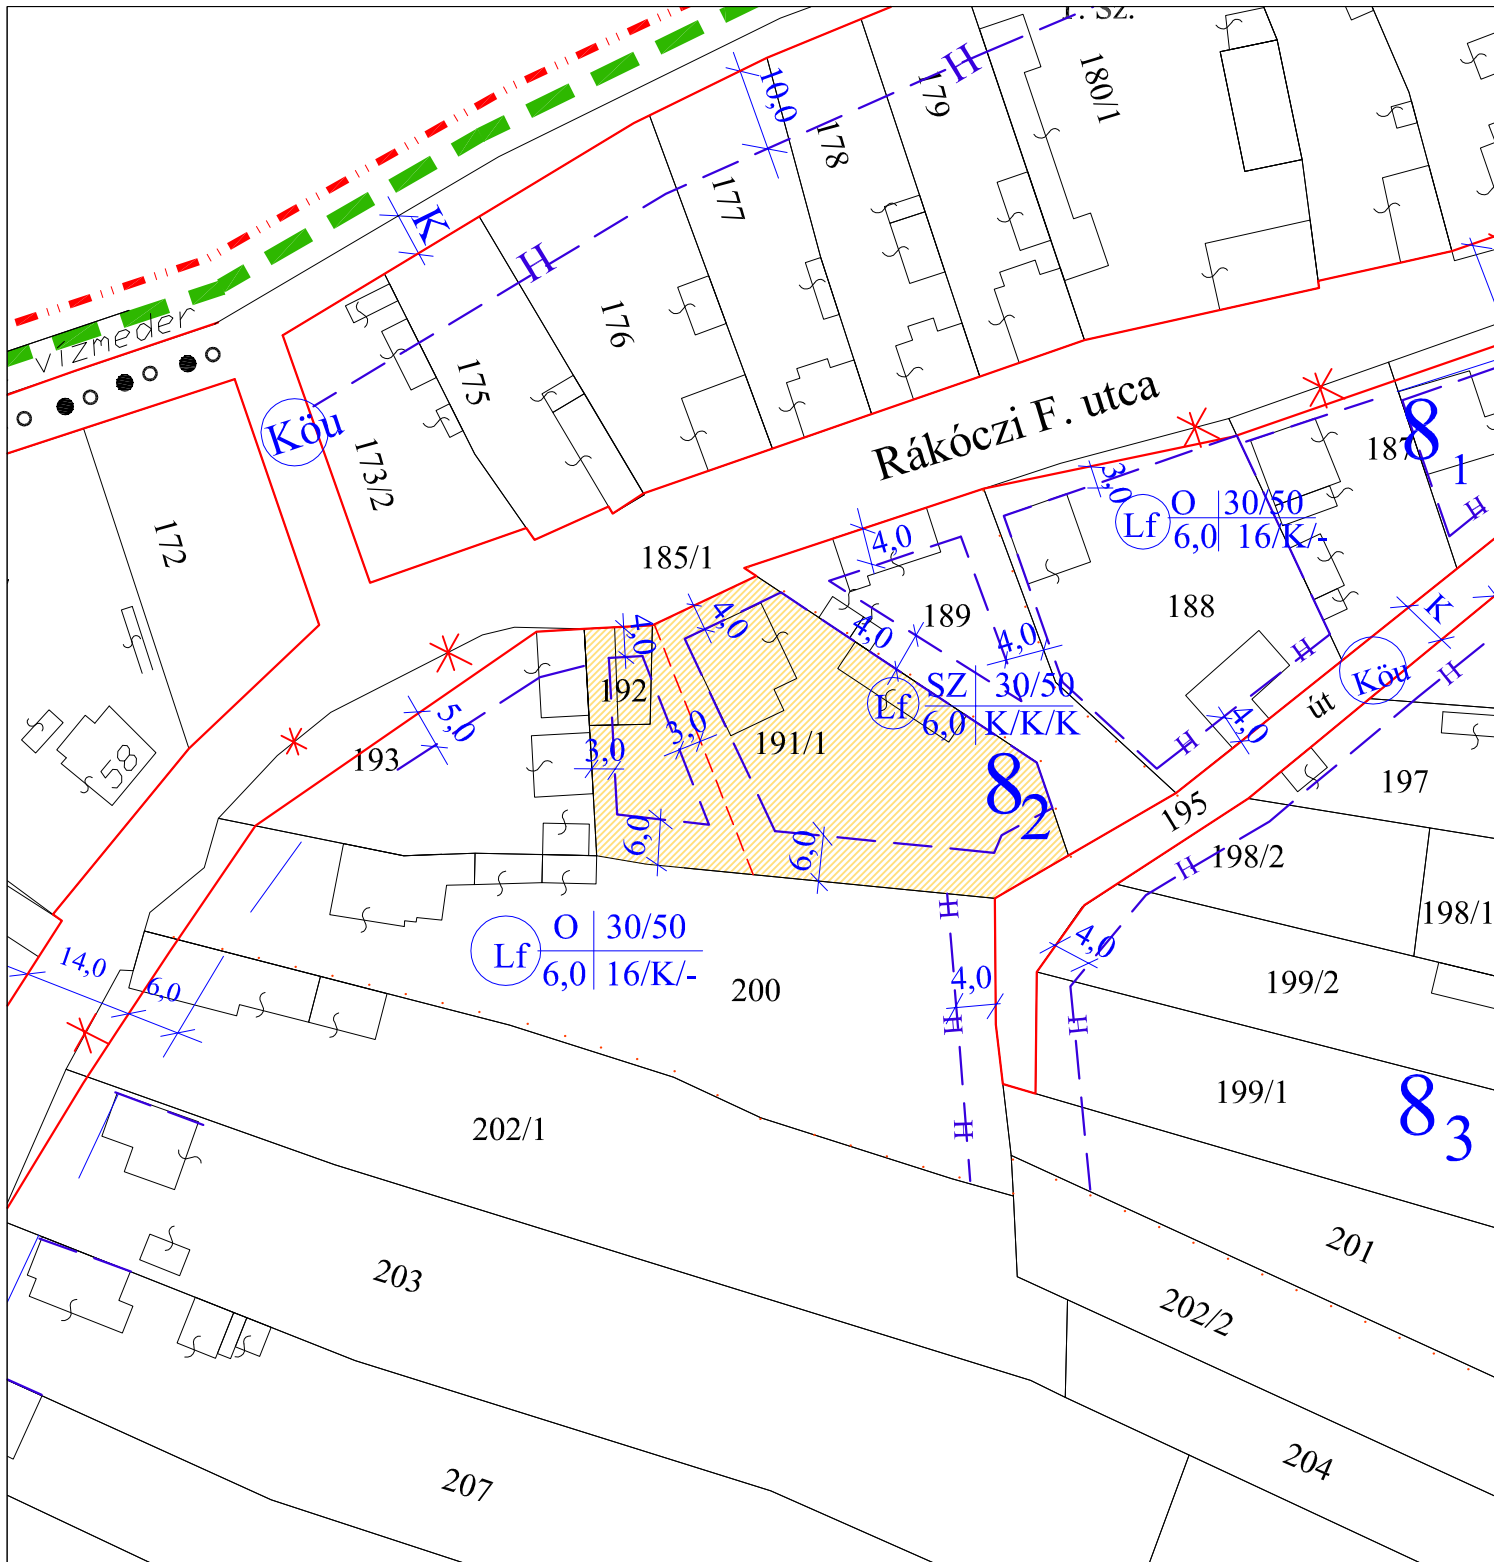 F. Sz.
H
10,0
179
180/1
178
177
K
H
176
vízmeder
175
Köu
173/2
172
Rákóczi F. utca
187
8
1
H
3,0
Lf
O 30/50
6,0 16/K/-
185/1
4,0
189
188
K
4,0
4,0
4,0
4,0
H
H
Köu
út
192
Lf
SZ 30/50
6,0 K/K/K
5,0
3,0
3,0
191/1
4,0
H
193
58
8
2
197
195
6,0
6,0
H
198/2
198/1
H
Lf
O 30/50
6,0 16/K/-
14,0
6,0
200
4,0
4,0
199/2
H
H
199/1
8
3
202/1
H
201
203
202/2
204
207